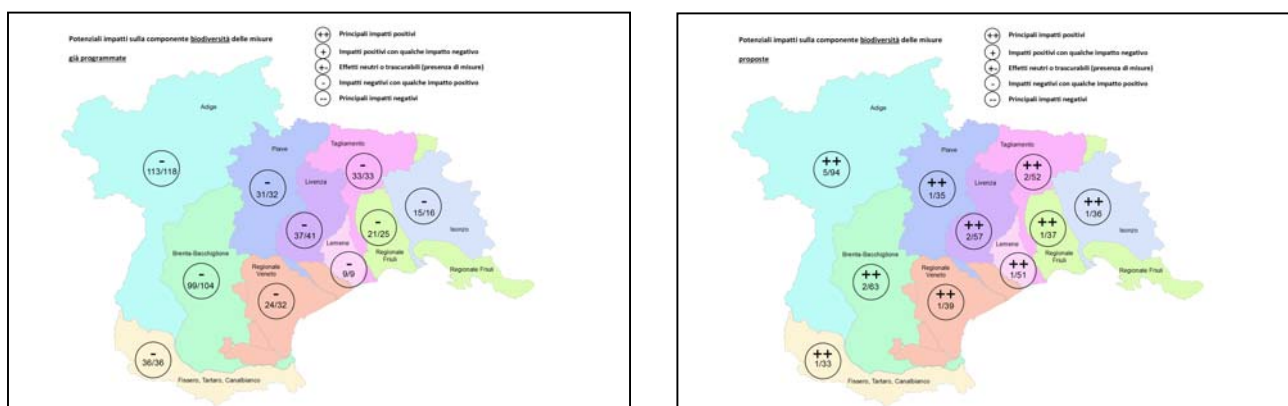 Potenziali impatti sulla componente biodiversità delle misure
già programmate
++ Principali impatti positivi
+ Impatti positivi con qualche impatto negativo
+- Effetti neutri o trascurabili (presenza di misure)
- Impatti negativi con qualche impatto positivo
-- Principali impatti negativi
Adige
-
113/118
Piave
-
31/32
Tagliamento
-
33/33
Livenza
-
37/41
-
15/16
Isonzo
-
21/25
Regionale
Friuli
Lemene
-
9/9
Regionale Friuli
Brenta-Bacchiglione
-
99/104
Regionale
Veneto
-
24/32
-
36/36
Fissero, Tartaro, Canalbianco
Potenziali impatti sulla componente biodiversità delle misure
proposte
++ Principali impatti positivi
+ Impatti positivi con qualche impatto negativo
+- Effetti neutri o trascurabili (presenza di misure)
- Impatti negativi con qualche impatto positivo
-- Principali impatti negativi
Adige
++
5/94
Piave
++
1/35
Tagliamento
++
2/52
Livenza
++
2/57
++
1/36
Isonzo
++
1/37
Regionale
Friuli
Lemene
++
1/51
Regionale Friuli
Brenta-Bacchiglione
++
2/63
Regionale
Veneto
++
1/39
++
1/33
Fissero, Tartaro, Canalbianco